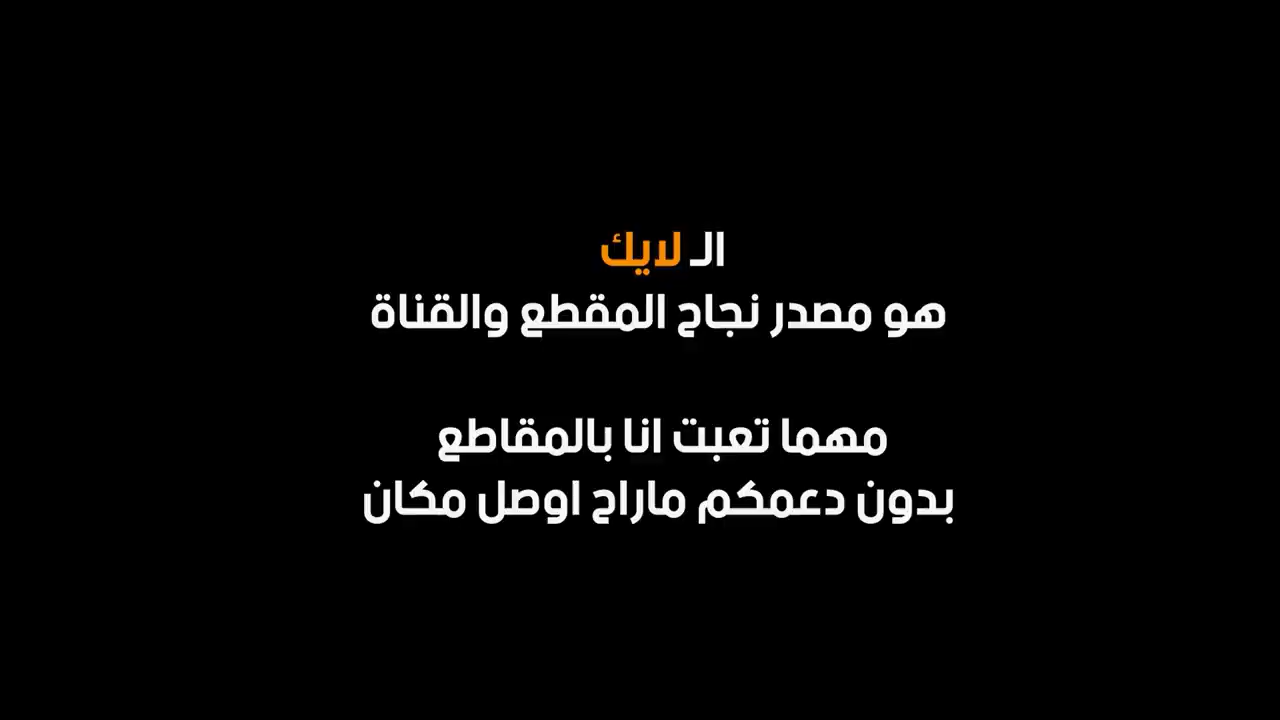 الـ لايك
هو مصدر نجاح المقطع والقناة
مهما تعبت انا بالمقاطع
بدون دعمكم ماراح اوصل مكان